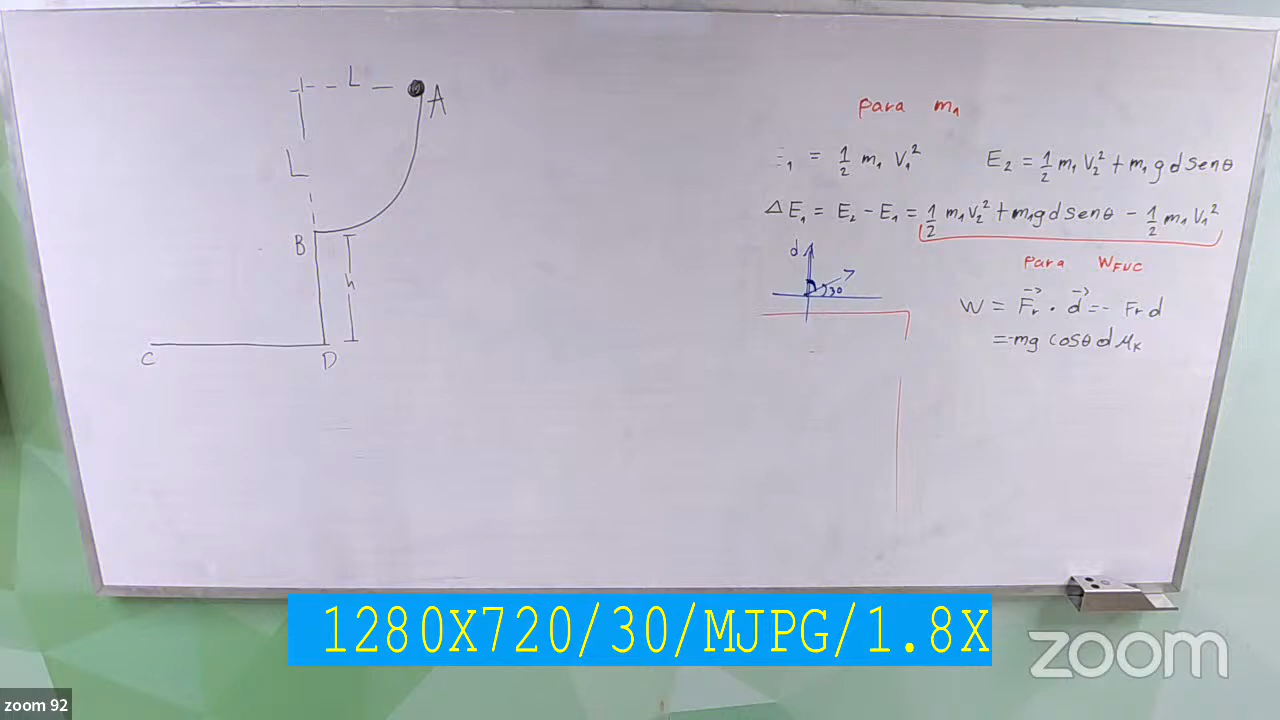 L
A
L
B
h
C
D
para m₁
E₁ = 1/2 m₁ V₁²
E₂ = 1/2 m₁ V₂² + m₁ g d senθ
ΔE₁ = E₂ - E₁ = 1/2 m₁ V₂² + m₁ g d senθ - 1/2 m₁ V₁²
d
30
para W_FNC
W = F⃗r · d⃗ = - Fr d
= -mg cosθ d μk
1280X720/30/MJPG/1.8X
zoom
zoom 92